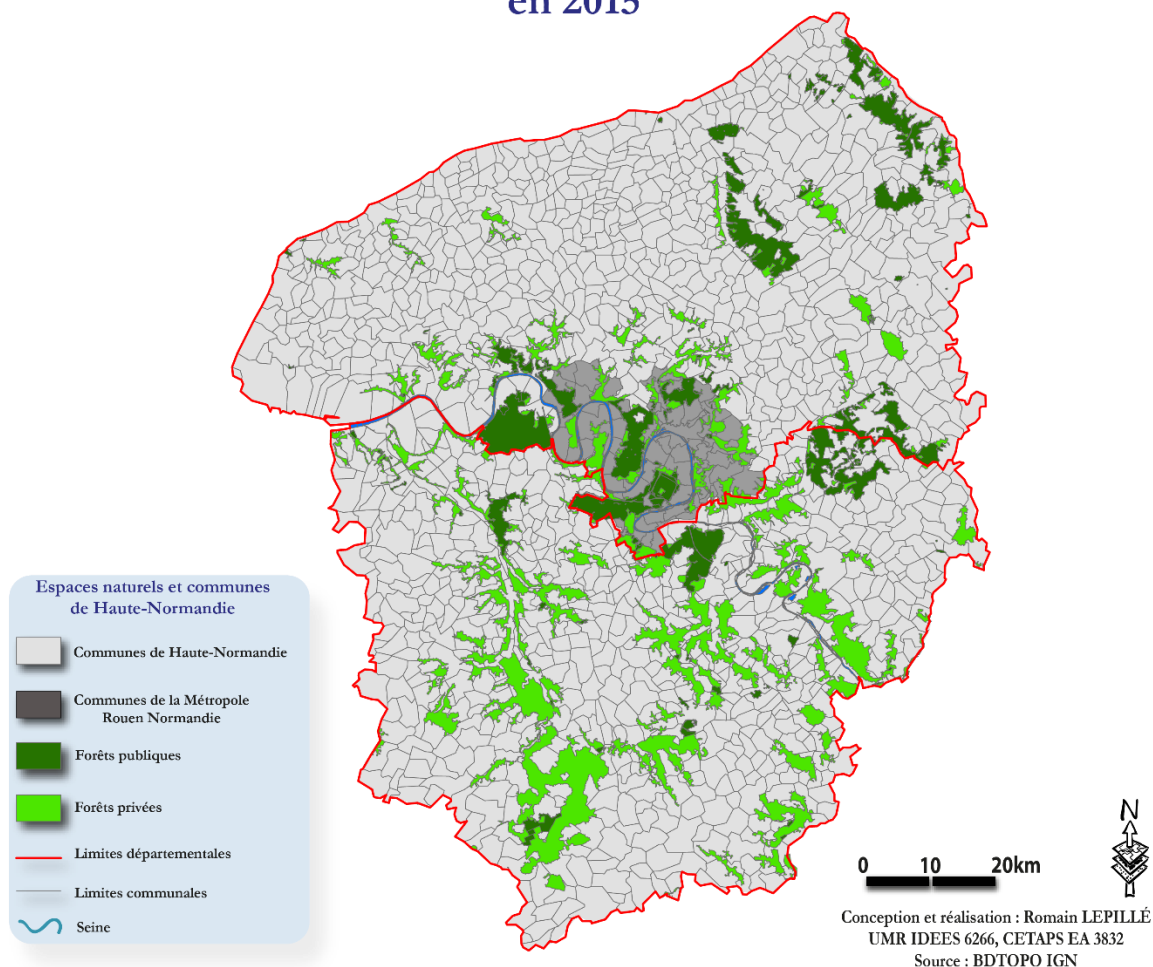 en 2015
Espaces naturels et communes
de Haute-Normandie
Communes de Haute-Normandie
Communes de la Métropole
Rouen Normandie
Forêts publiques
Forêts privées
Limites départementales
Limites communales
Seine
N
0 10 20km
Conception et réalisation : Romain LEPILLÉ
UMR IDEES 6266, CETAPS EA 3832
Source : BDTOPO IGN